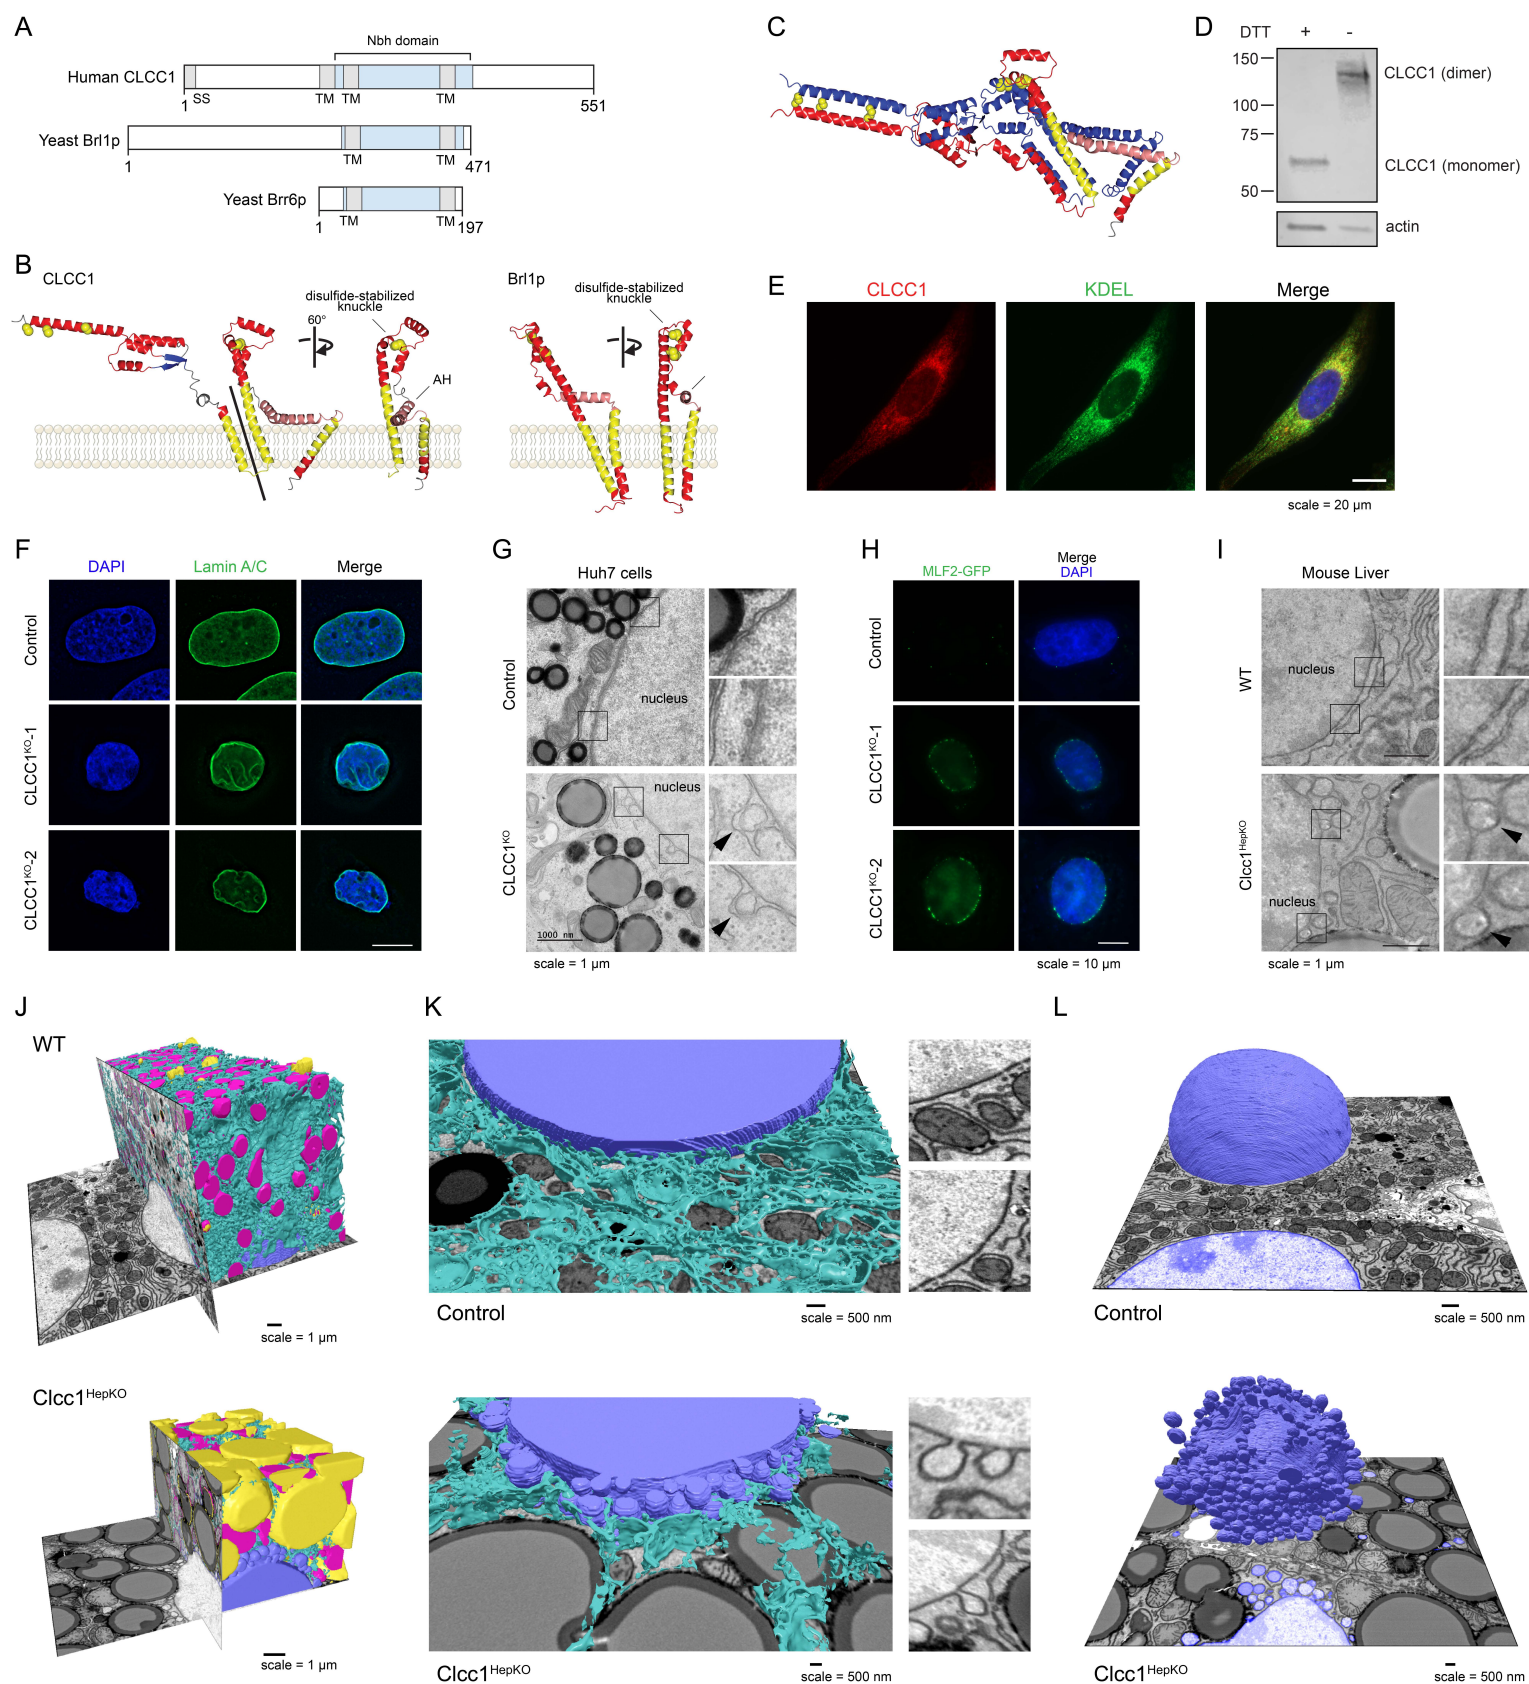 A
Nbh domain
Human CLCC1
1
SS
TM
TM
TM
551
Yeast Brl1p
1
TM
TM
471
Yeast Brr6p
1
TM
TM
197
B
CLCC1
disulfide-stabilized
knuckle
60°
AH
Brl1p
disulfide-stabilized
knuckle
C
D
DTT + -
150
100
75
50
CLCC1 (dimer)
CLCC1 (monomer)
actin
E
CLCC1
KDEL
Merge
scale = 20 µm
F
DAPI
Lamin A/C
Merge
Control
CLCC1KO-1
CLCC1KO-2
G
Huh7 cells
Control
nucleus
CLCC1KO
nucleus
1000 nm
scale = 1 µm
H
MLF2-GFP
Merge
DAPI
Control
CLCC1KO-1
CLCC1KO-2
scale = 10 µm
I
Mouse Liver
WT
nucleus
Clcc1HepKO
nucleus
scale = 1 µm
J
WT
scale = 1 µm
Clcc1HepKO
scale = 1 µm
K
Control
scale = 500 nm
Clcc1HepKO
scale = 500 nm
L
Control
scale = 500 nm
Clcc1HepKO
scale = 500 nm